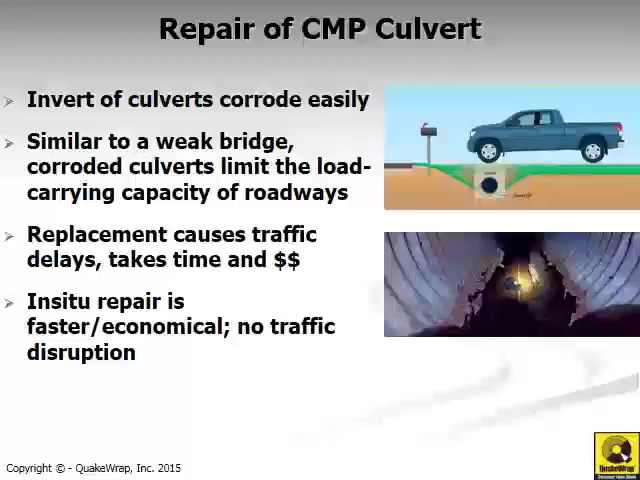 Repair of CMP Culvert
Invert of culverts corrode easily
Similar to a weak bridge,
corroded culverts limit the load-
carrying capacity of roadways
Replacement causes traffic
delays, takes time and $$
Insitu repair is
faster/economical; no traffic
disruption
Copyright © - QuakeWrap, Inc. 2015
QuakeWrap